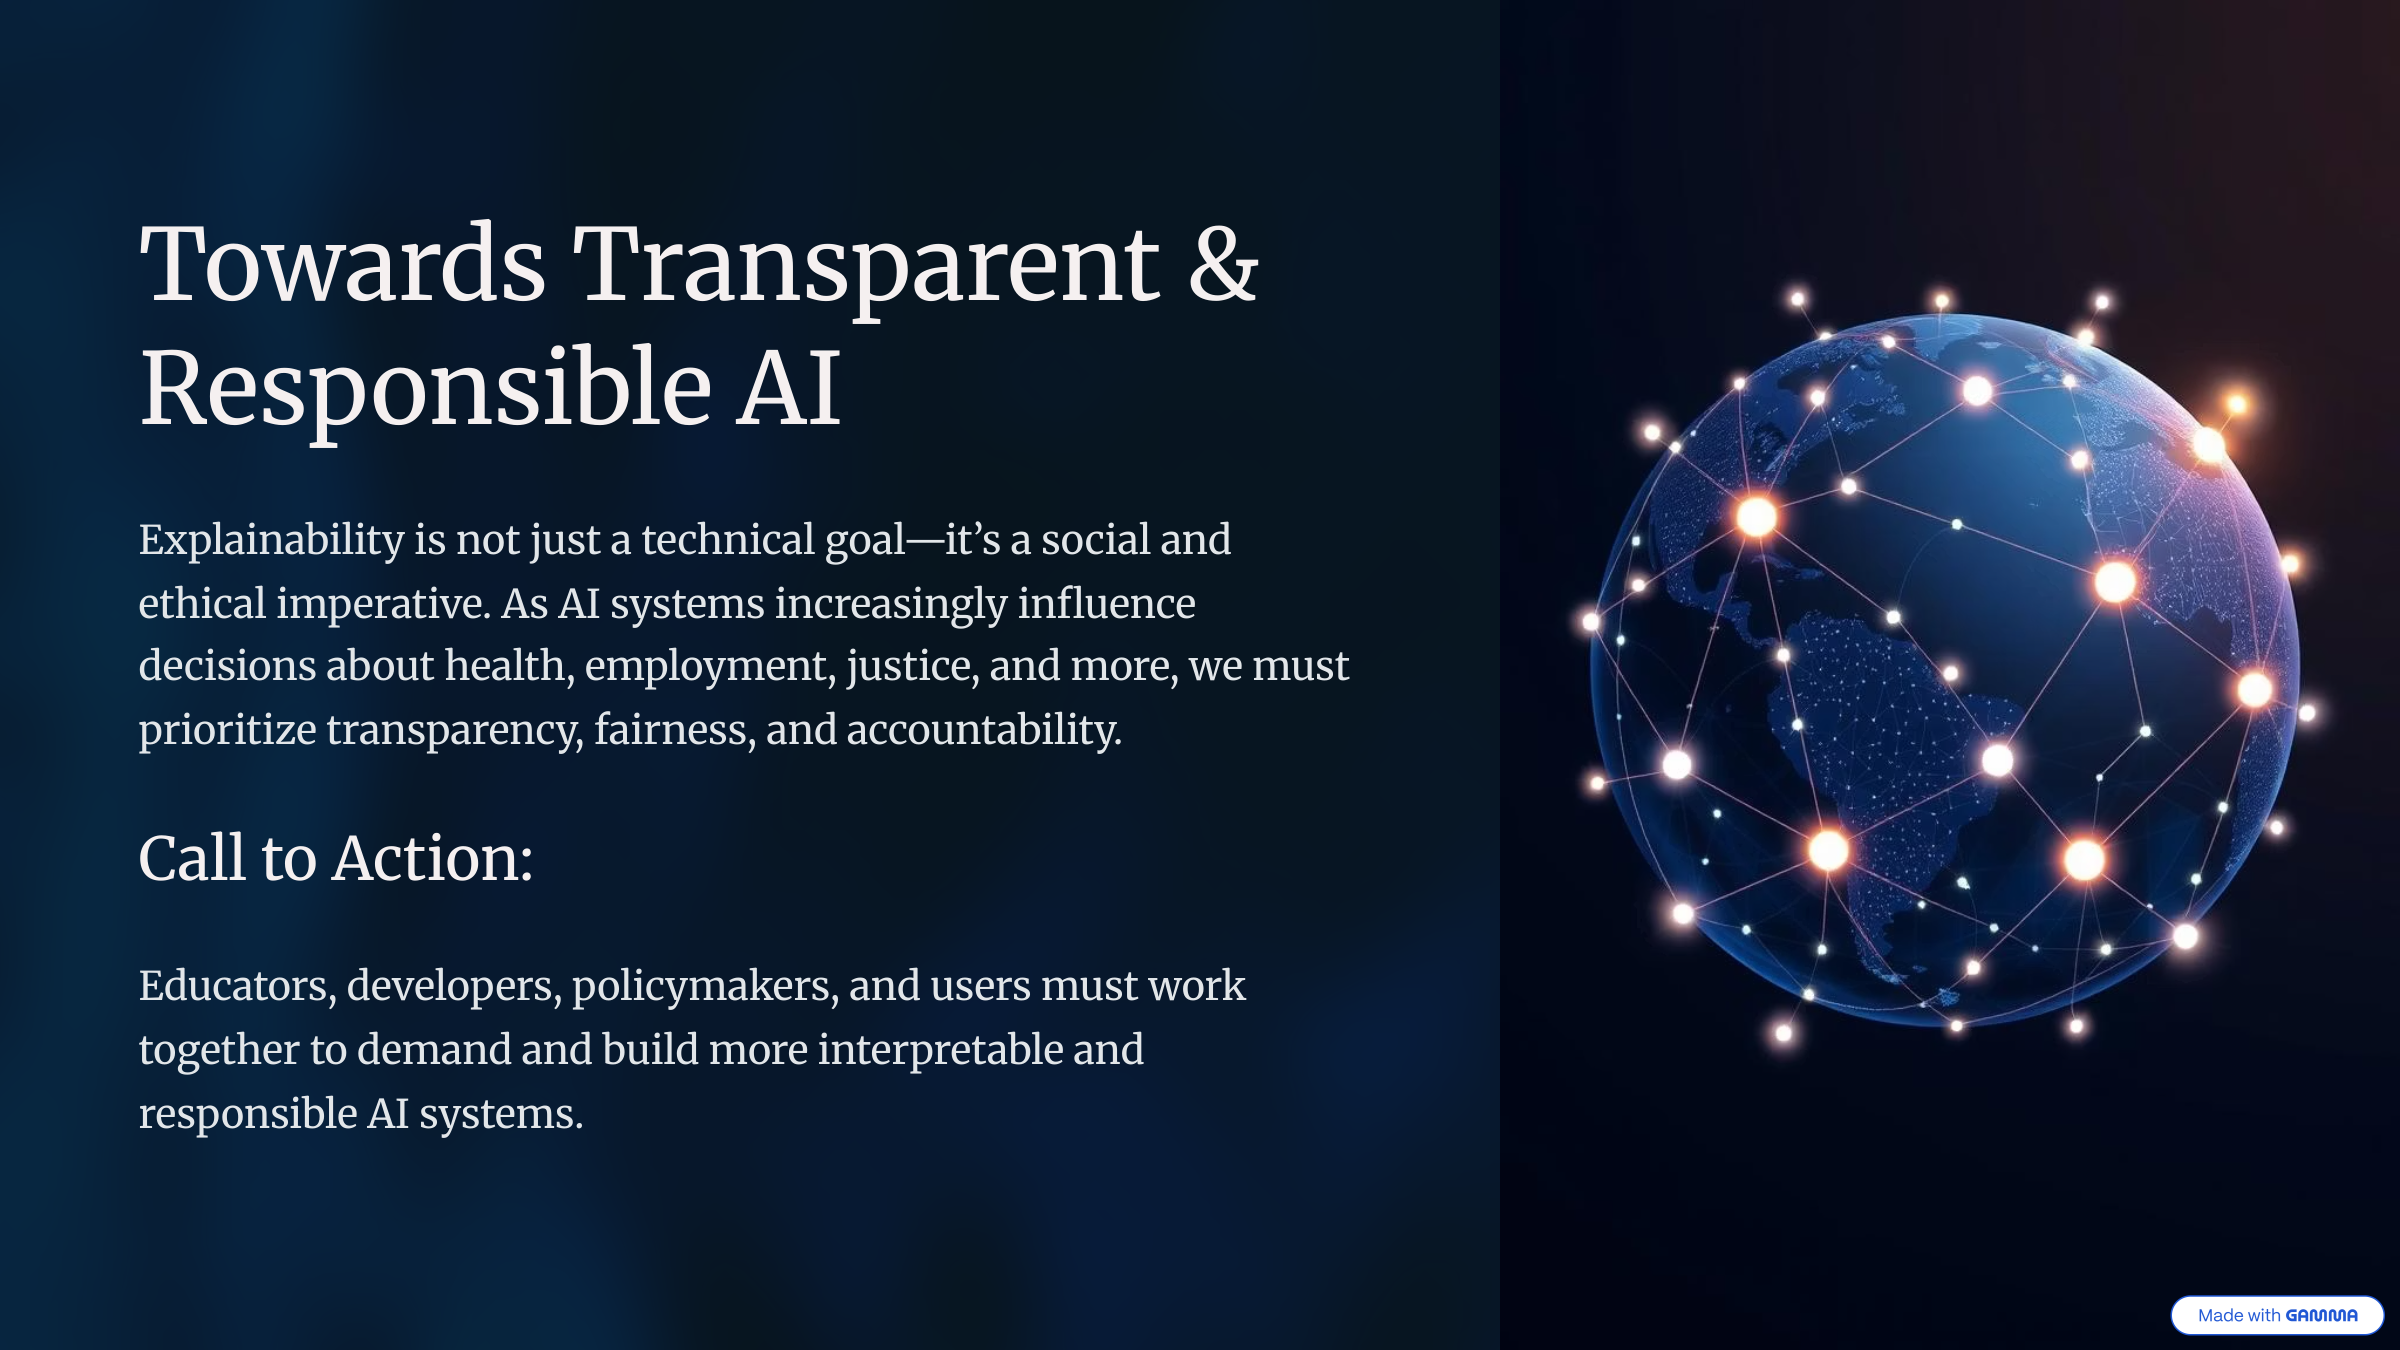 Towards Transparent &
Responsible AI
Explainability is not just a technical goal—it’s a social and
ethical imperative. As AI systems increasingly influence
decisions about health, employment, justice, and more, we must
prioritize transparency, fairness, and accountability.
Call to Action:
Educators, developers, policymakers, and users must work
together to demand and build more interpretable and
responsible AI systems.
Made with GAMMA